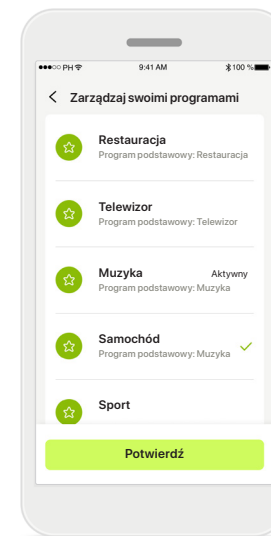 PH 9:41 AM 100 %
Zarządzaj swoimi programami
Restauracja
Program podstawowy: Restauracja
Telewizor
Program podstawowy: Telewizor
Muzyka Aktywny
Program podstawowy: Muzyka
Samochód
Program podstawowy: Muzyka
Sport
Potwierdź